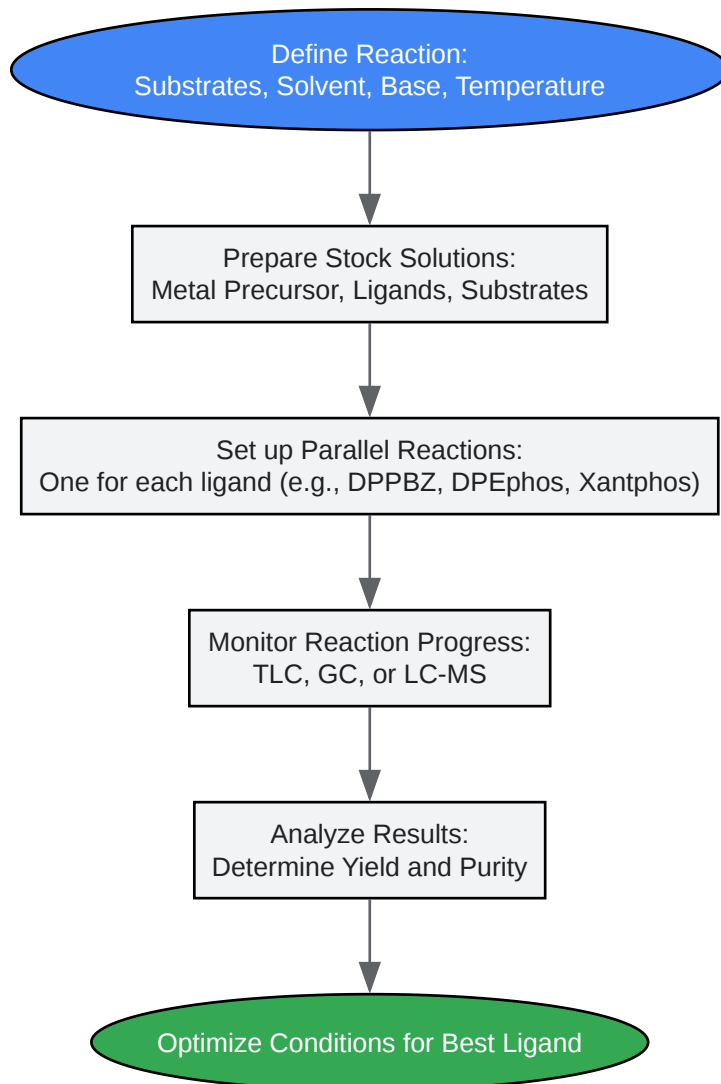 Define Reaction:
Substrates, Solvent, Base, Temperature
Prepare Stock Solutions:
Metal Precursor, Ligands, Substrates
Set up Parallel Reactions:
One for each ligand (e.g., DPPBZ, DPEphos, Xantphos)
Monitor Reaction Progress:
TLC, GC, or LC-MS
Analyze Results:
Determine Yield and Purity
Optimize Conditions for Best Ligand